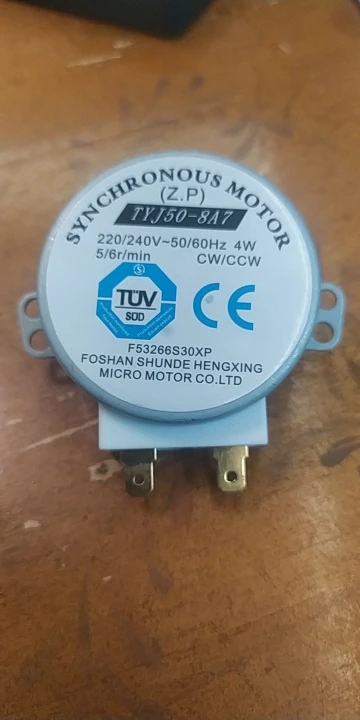 SYNCHRONOUS MOTOR
(Z.P)
TYJ50-8A7
220/240V~50/60Hz 4W
5/6r/min CW/CCW
TÜV
SÜD
CE
F53266S30XP
FOSHAN SHUNDE HENGXING
MICRO MOTOR CO.LTD